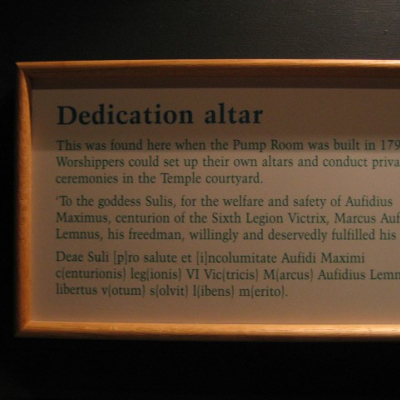 Dedication altar
This was found here when the Pump Room was built in 179
Worshippers could set up their own altars and conduct priva
ceremonies in the Temple courtyard.
'To the goddess Sulis, for the welfare and safety of Aufidius
Maximus, centurion of the Sixth Legion Victrix, Marcus Auf
Lemnus, his freedman, willingly and deservedly fulfilled his
Deae Suli [p]ro salute et [i]ncolumitate Aufidi Maximi
c(enturionis) leg(ionis) VI Vic(tricis) M(arcus) Aufidius Lemn
libertus v(otum) s(olvit) l(ibens) m(erito).